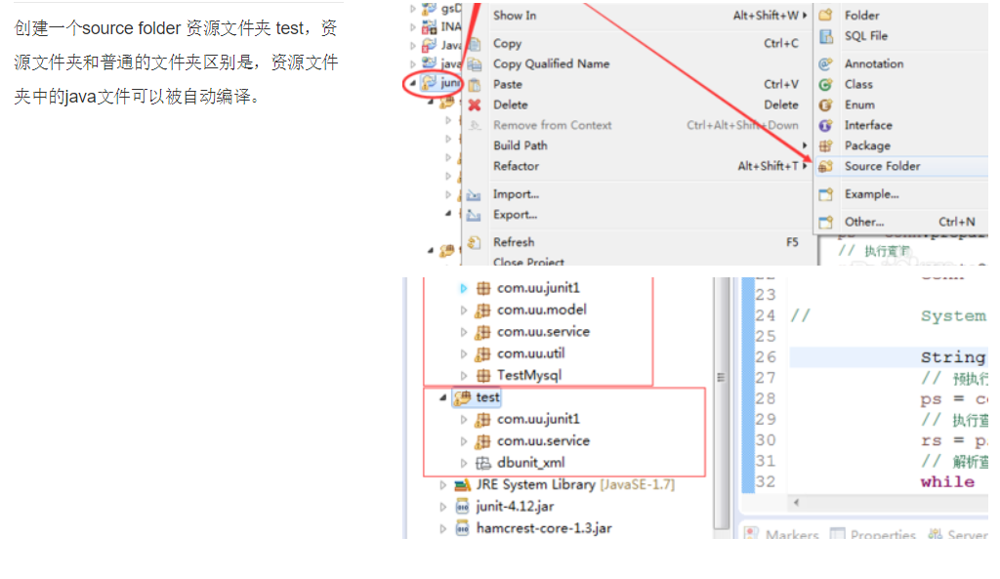 创建一个source folder 资源文件夹 test，资
源文件夹和普通的文件夹区别是，资源文件
夹中的java文件可以被自动编译。
gsD
INA
Java
java
Show In Alt+Shift+W
Copy Ctrl+C
Copy Qualified Name
Paste Ctrl+V
Delete Delete
Remove from Context Ctrl+Alt+Shift+Down
Build Path
Refactor Alt+Shift+T
Import...
Export...
Refresh F5
Close Project
Folder
SQL File
Annotation
Class
Enum
Interface
Package
Source Folder
Example...
Other... Ctrl+N
// 执行查询
com.uu.junit1
com.uu.model
com.uu.service
com.uu.util
TestMysql
test
com.uu.junit1
com.uu.service
dbunit_xml
JRE System Library [JavaSE-1.7]
junit-4.12.jar
hamcrest-core-1.3.jar
23
24 // System
25
26 String
27 // 预执行
28 ps = co
29 // 执行查
30 rs = p
31 // 解析查
32 while
Markers Properties Server